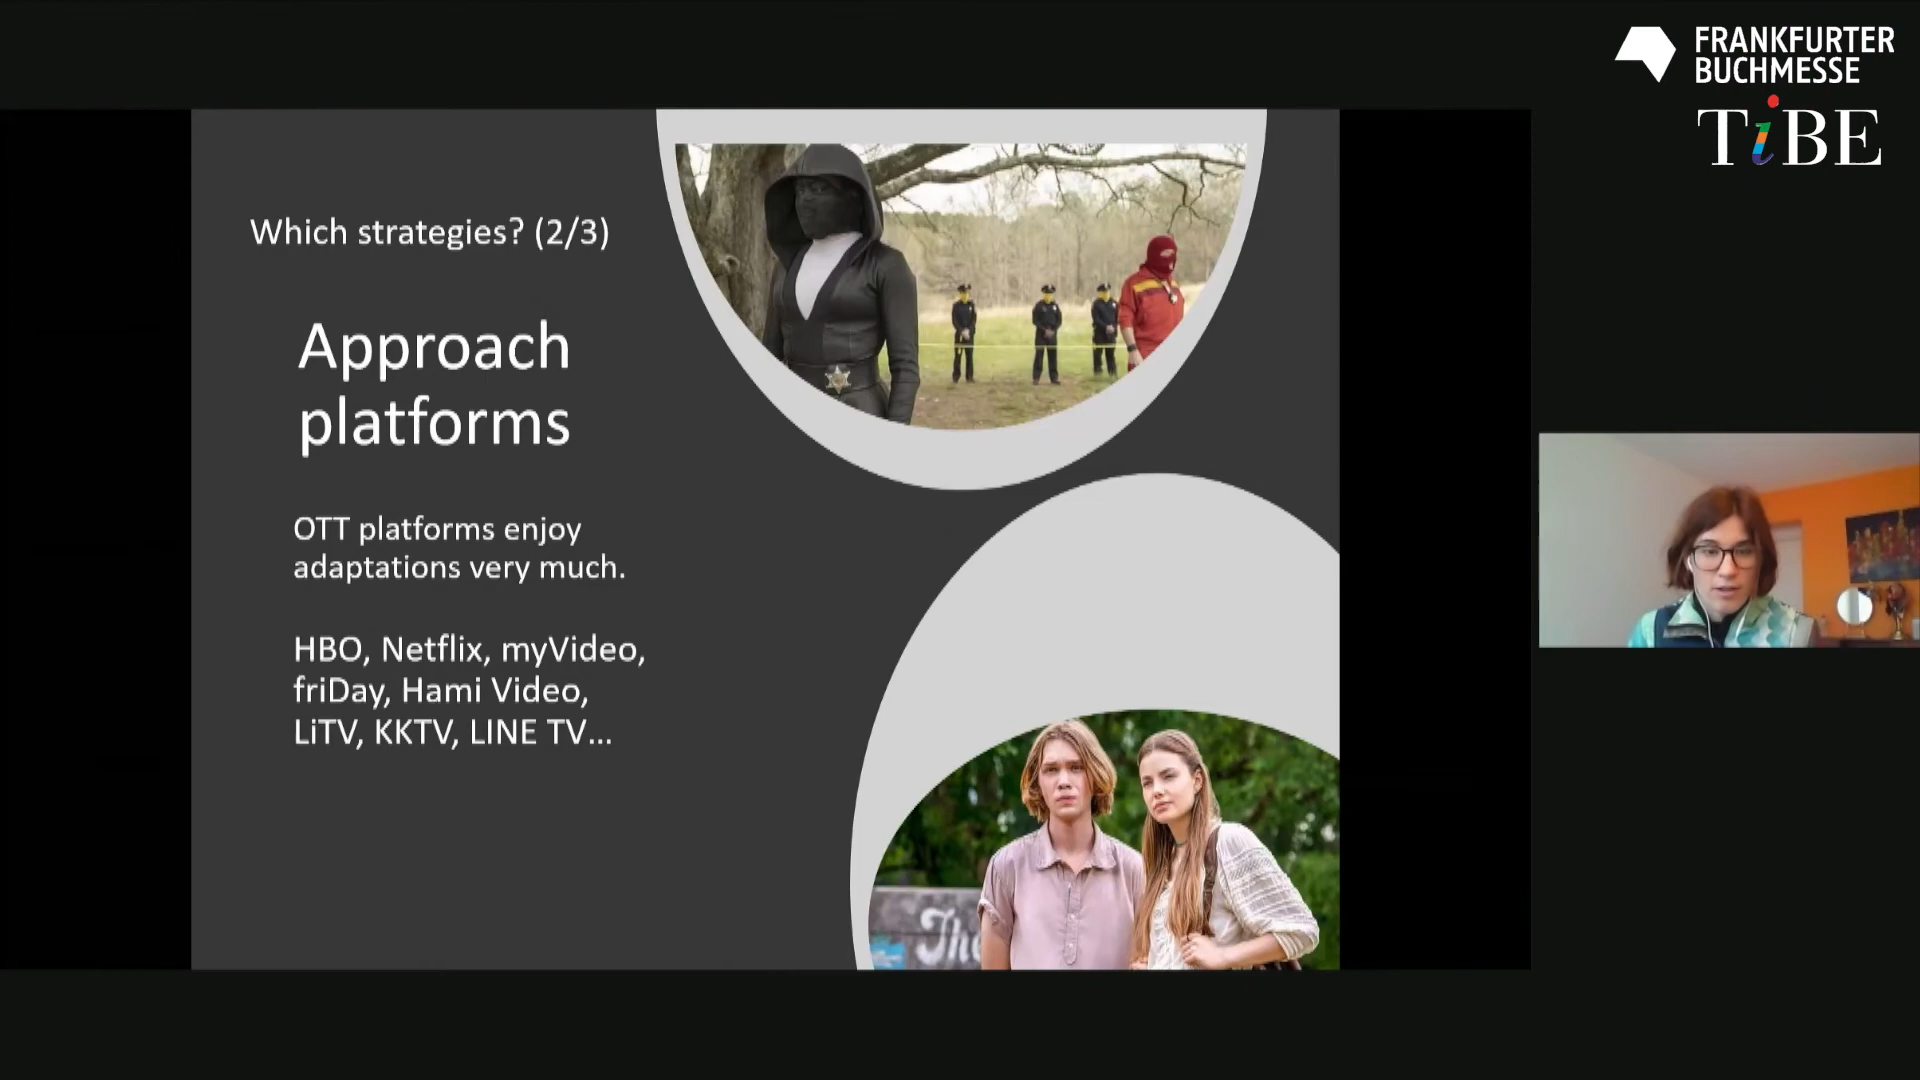 FRANKFURTER
BUCHMESSE
TiBE
Which strategies? (2/3)
Approach
platforms
OTT platforms enjoy
adaptations very much.
HBO, Netflix, myVideo,
friDay, Hami Video,
LiTV, KKTV, LINE TV...
The